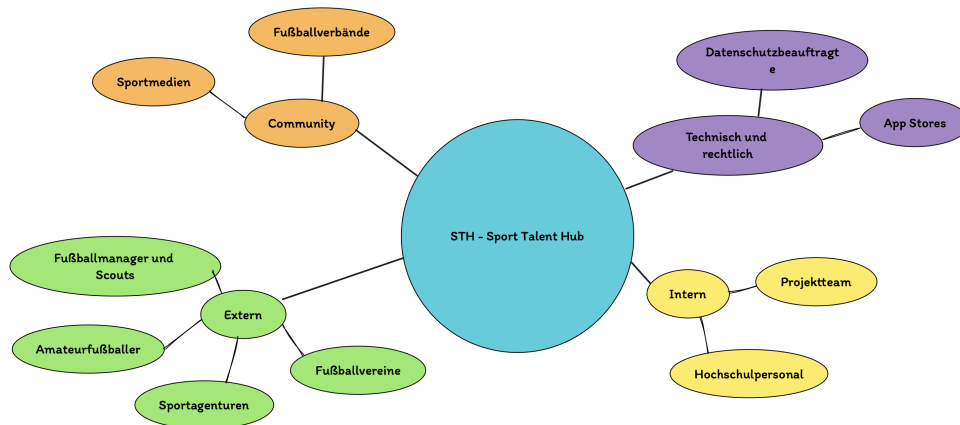 Fußballverbände
Sportmedien
Community
Datenschutzbeauftragt
e
App Stores
Technisch und
rechtlich
STH - Sport Talent Hub
Fußballmanager und
Scouts
Extern
Amateurfußballer
Fußballvereine
Sportagenturen
Intern
Projektteam
Hochschulpersonal